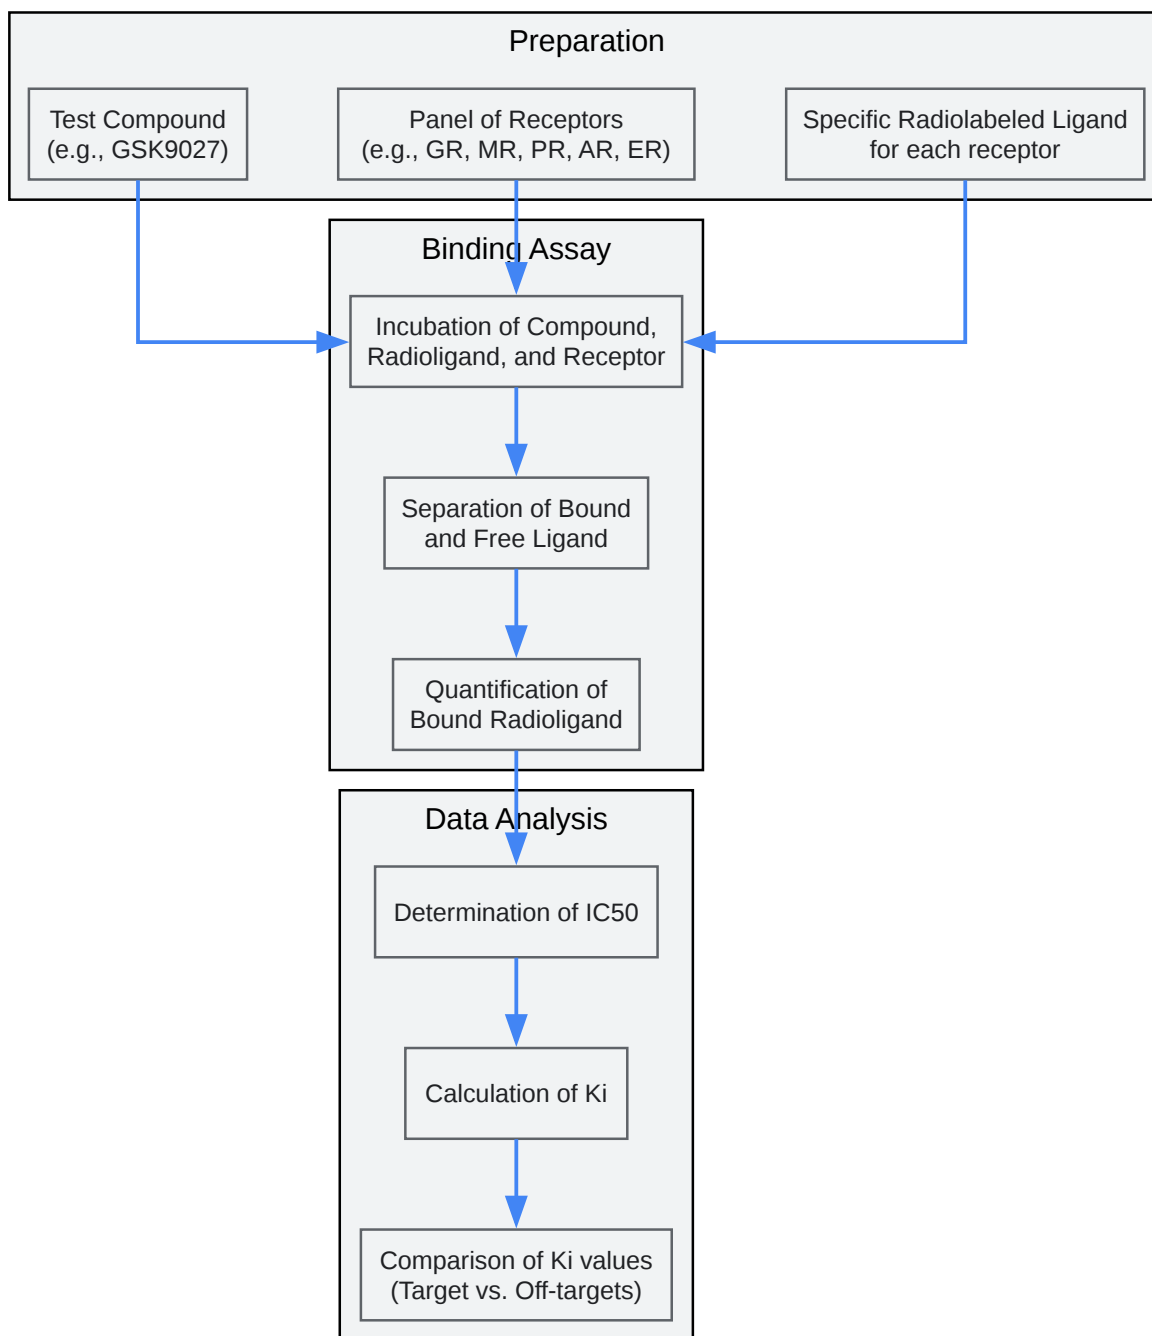 Preparation
Test Compound
(e.g., GSK9027)
Panel of Receptors
(e.g., GR, MR, PR, AR, ER)
Specific Radiolabeled Ligand
for each receptor
Binding Assay
Incubation of Compound,
Radioligand, and Receptor
Separation of Bound
and Free Ligand
Quantification of
Bound Radioligand
Data Analysis
Determination of IC50
Calculation of Ki
Comparison of Ki values
(Target vs. Off-targets)